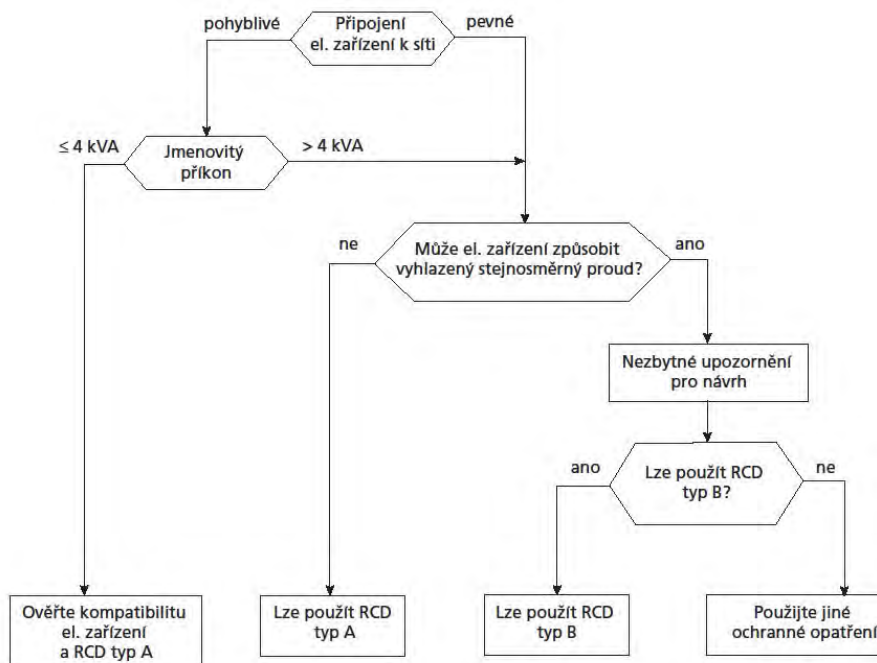 pohyblivé
Připojení
el. zařízení k síti
pevné
≤ 4 kVA
Jmenovitý
příkon
> 4 kVA
ne
Může el. zařízení způsobit
vyhlazený stejnosměrný proud?
ano
Nezbytné upozornění
pro návrh
ano
Lze použít RCD
typ B?
ne
Ověřte kompatibilitu
el. zařízení
a RCD typ A
Lze použít RCD
typ A
Lze použít RCD
typ B
Použijte jiné
ochranné opatření